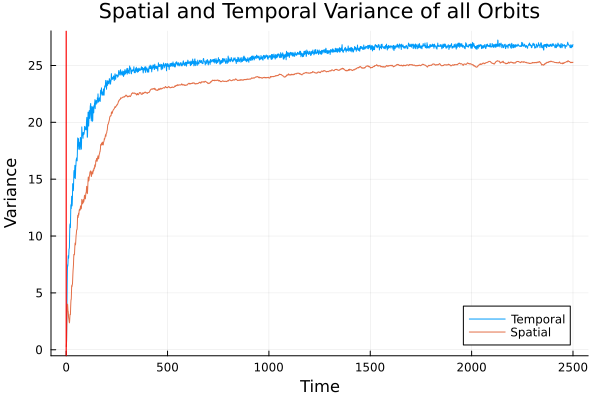 Spatial and Temporal Variance of all Orbits
Variance
25
20
15
10
5
0
0 500 1000 1500 2000 2500
Time
Temporal
Spatial